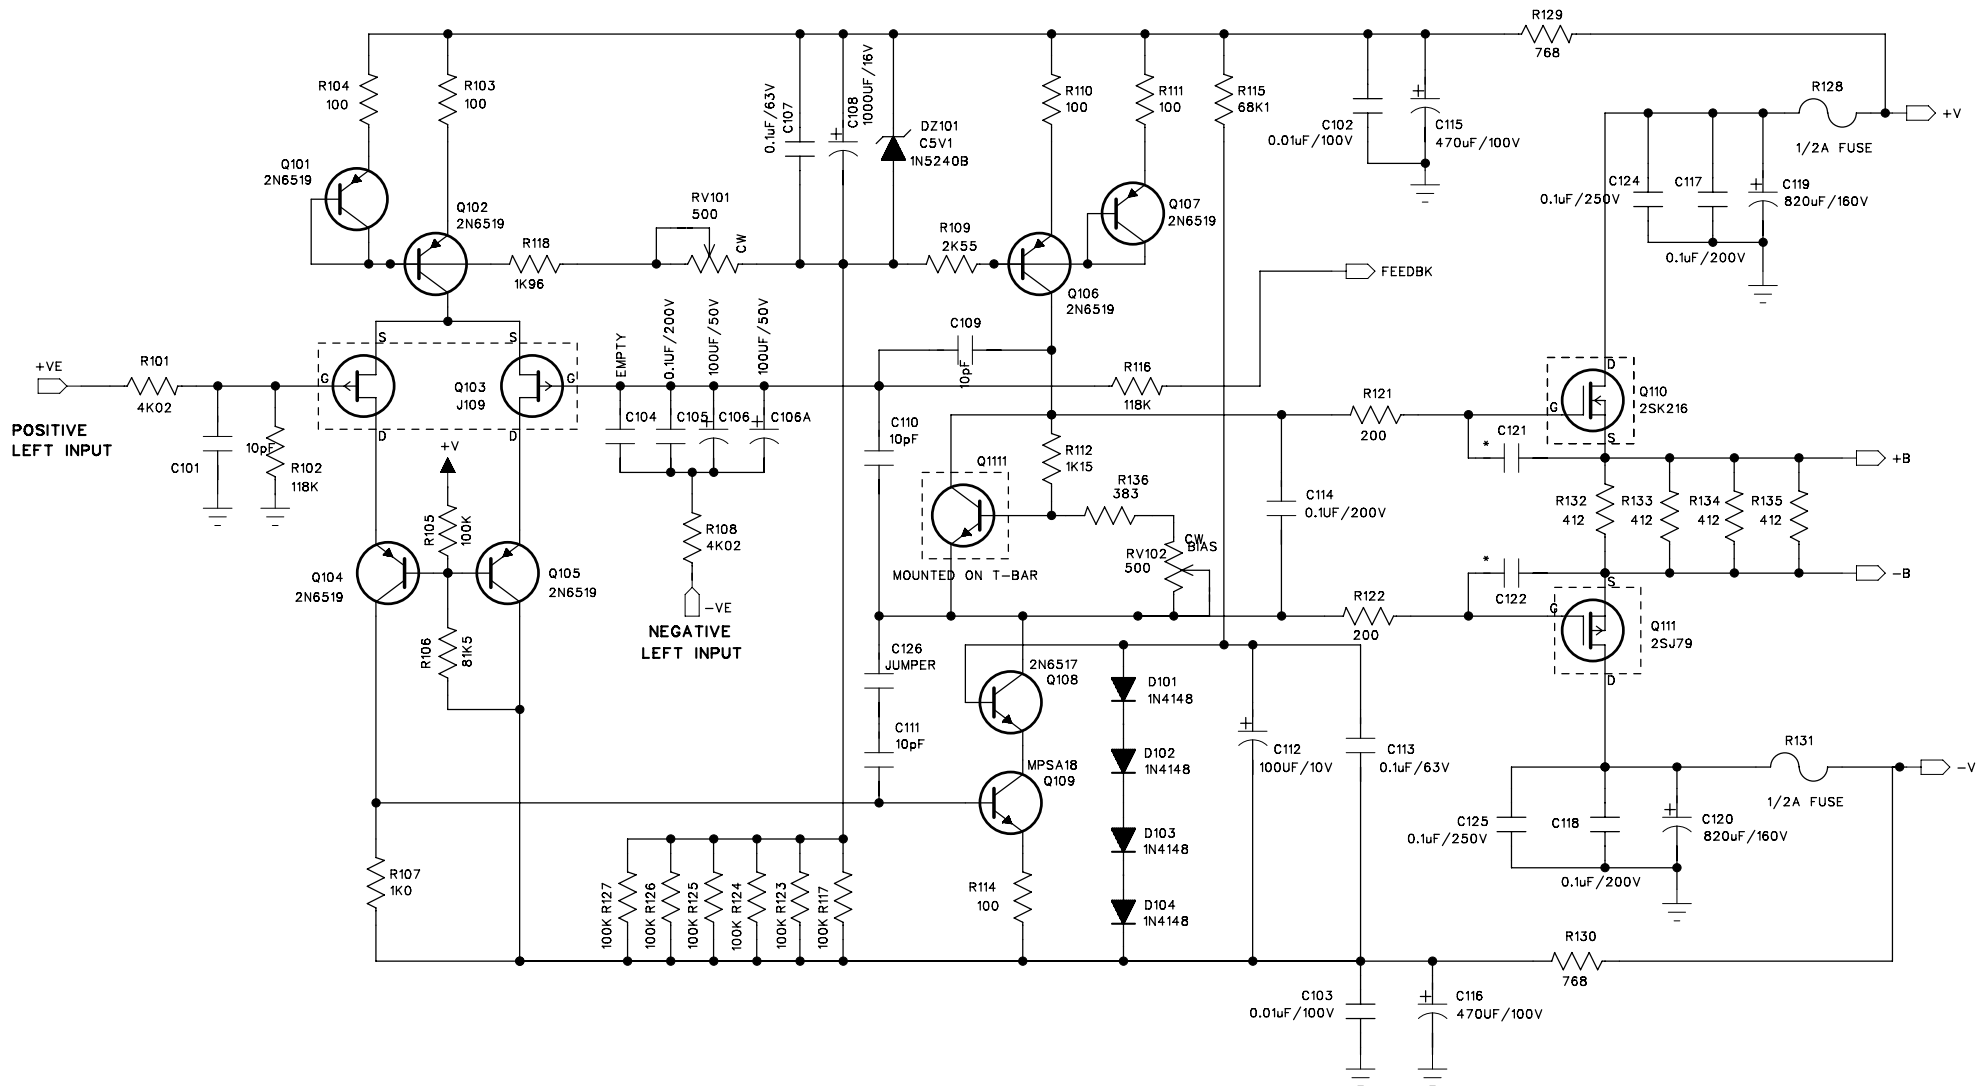 R129
768
R104
100
R103
100
0.1uF/63V
C107
C108
1000UF/16V
DZ101
C5V1
1N5240B
R110
100
R111
100
R115
68K1
C102
0.01uF/100V
C115
470uF/100V
R128
+V
1/2A FUSE
Q101
2N6519
Q102
2N6519
RV101
500
CW
R118
1K96
R109
2K55
Q107
2N6519
Q106
2N6519
FEEDBK
C124
0.1uF/250V
C117
0.1uF/200V
C119
820uF/160V
+VE
R101
4K02
POSITIVE
LEFT INPUT
C101
10pF
R102
118K
S
S
G
G
Q103
J109
D
D
EMPTY
0.1UF/200V
100UF/50V
100UF/50V
C104
C105
C106
C106A
C109
10pF
R116
118K
C110
10pF
R112
1K15
Q1111
R136
383
CW
BIAS
RV102
500
MOUNTED ON T-BAR
C114
0.1UF/200V
R121
200
C121
*
D
G
S
Q110
2SK216
+B
R132
412
R133
412
R134
412
R135
412
-B
*
C122
R122
200
S
G
D
Q111
2SJ79
+V
R105
100K
Q104
2N6519
Q105
2N6519
R106
81K5
R108
4K02
-VE
NEGATIVE
LEFT INPUT
C126
JUMPER
2N6517
Q108
D101
1N4148
C111
10pF
MPSA18
Q109
D102
1N4148
C112
100UF/10V
C113
0.1uF/63V
R131
-V
1/2A FUSE
D103
1N4148
C125
0.1uF/250V
C118
0.1uF/200V
C120
820uF/160V
R107
1K0
100K R127
100K R126
100K R125
100K R124
100K R123
100K R117
R114
100
D104
1N4148
R130
768
C103
0.01uF/100V
C116
470UF/100V